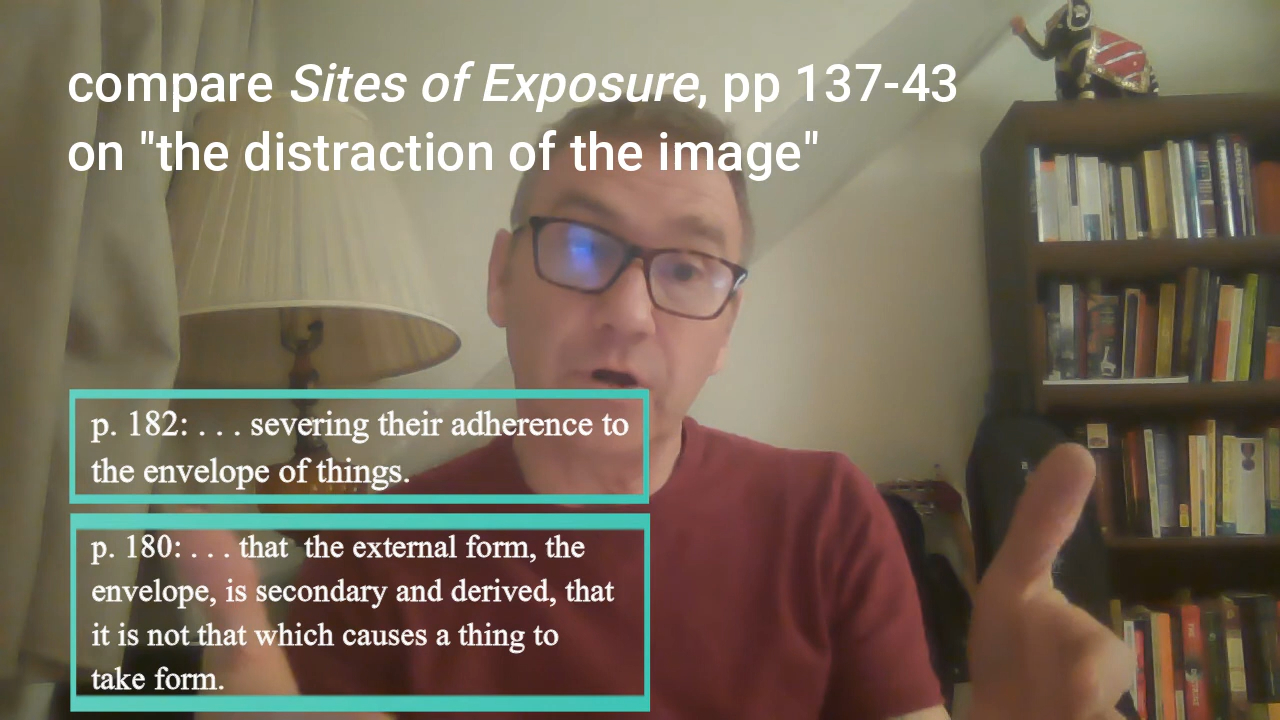 compare Sites of Exposure, pp 137-43
on "the distraction of the image"
p. 182: . . . severing their adherence to
the envelope of things.
p. 180: . . . that  the external form, the
envelope, is secondary and derived, that
it is not that which causes a thing to
take form.